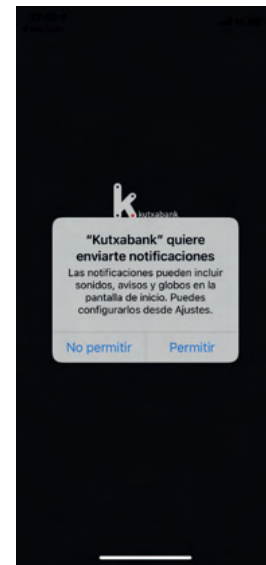 kutxabank
“Kutxabank” quiere
enviarte notificaciones
Las notificaciones pueden incluir
sonidos, avisos y globos en la
pantalla de inicio. Puedes
configurarlos desde Ajustes.
No permitir Permitir